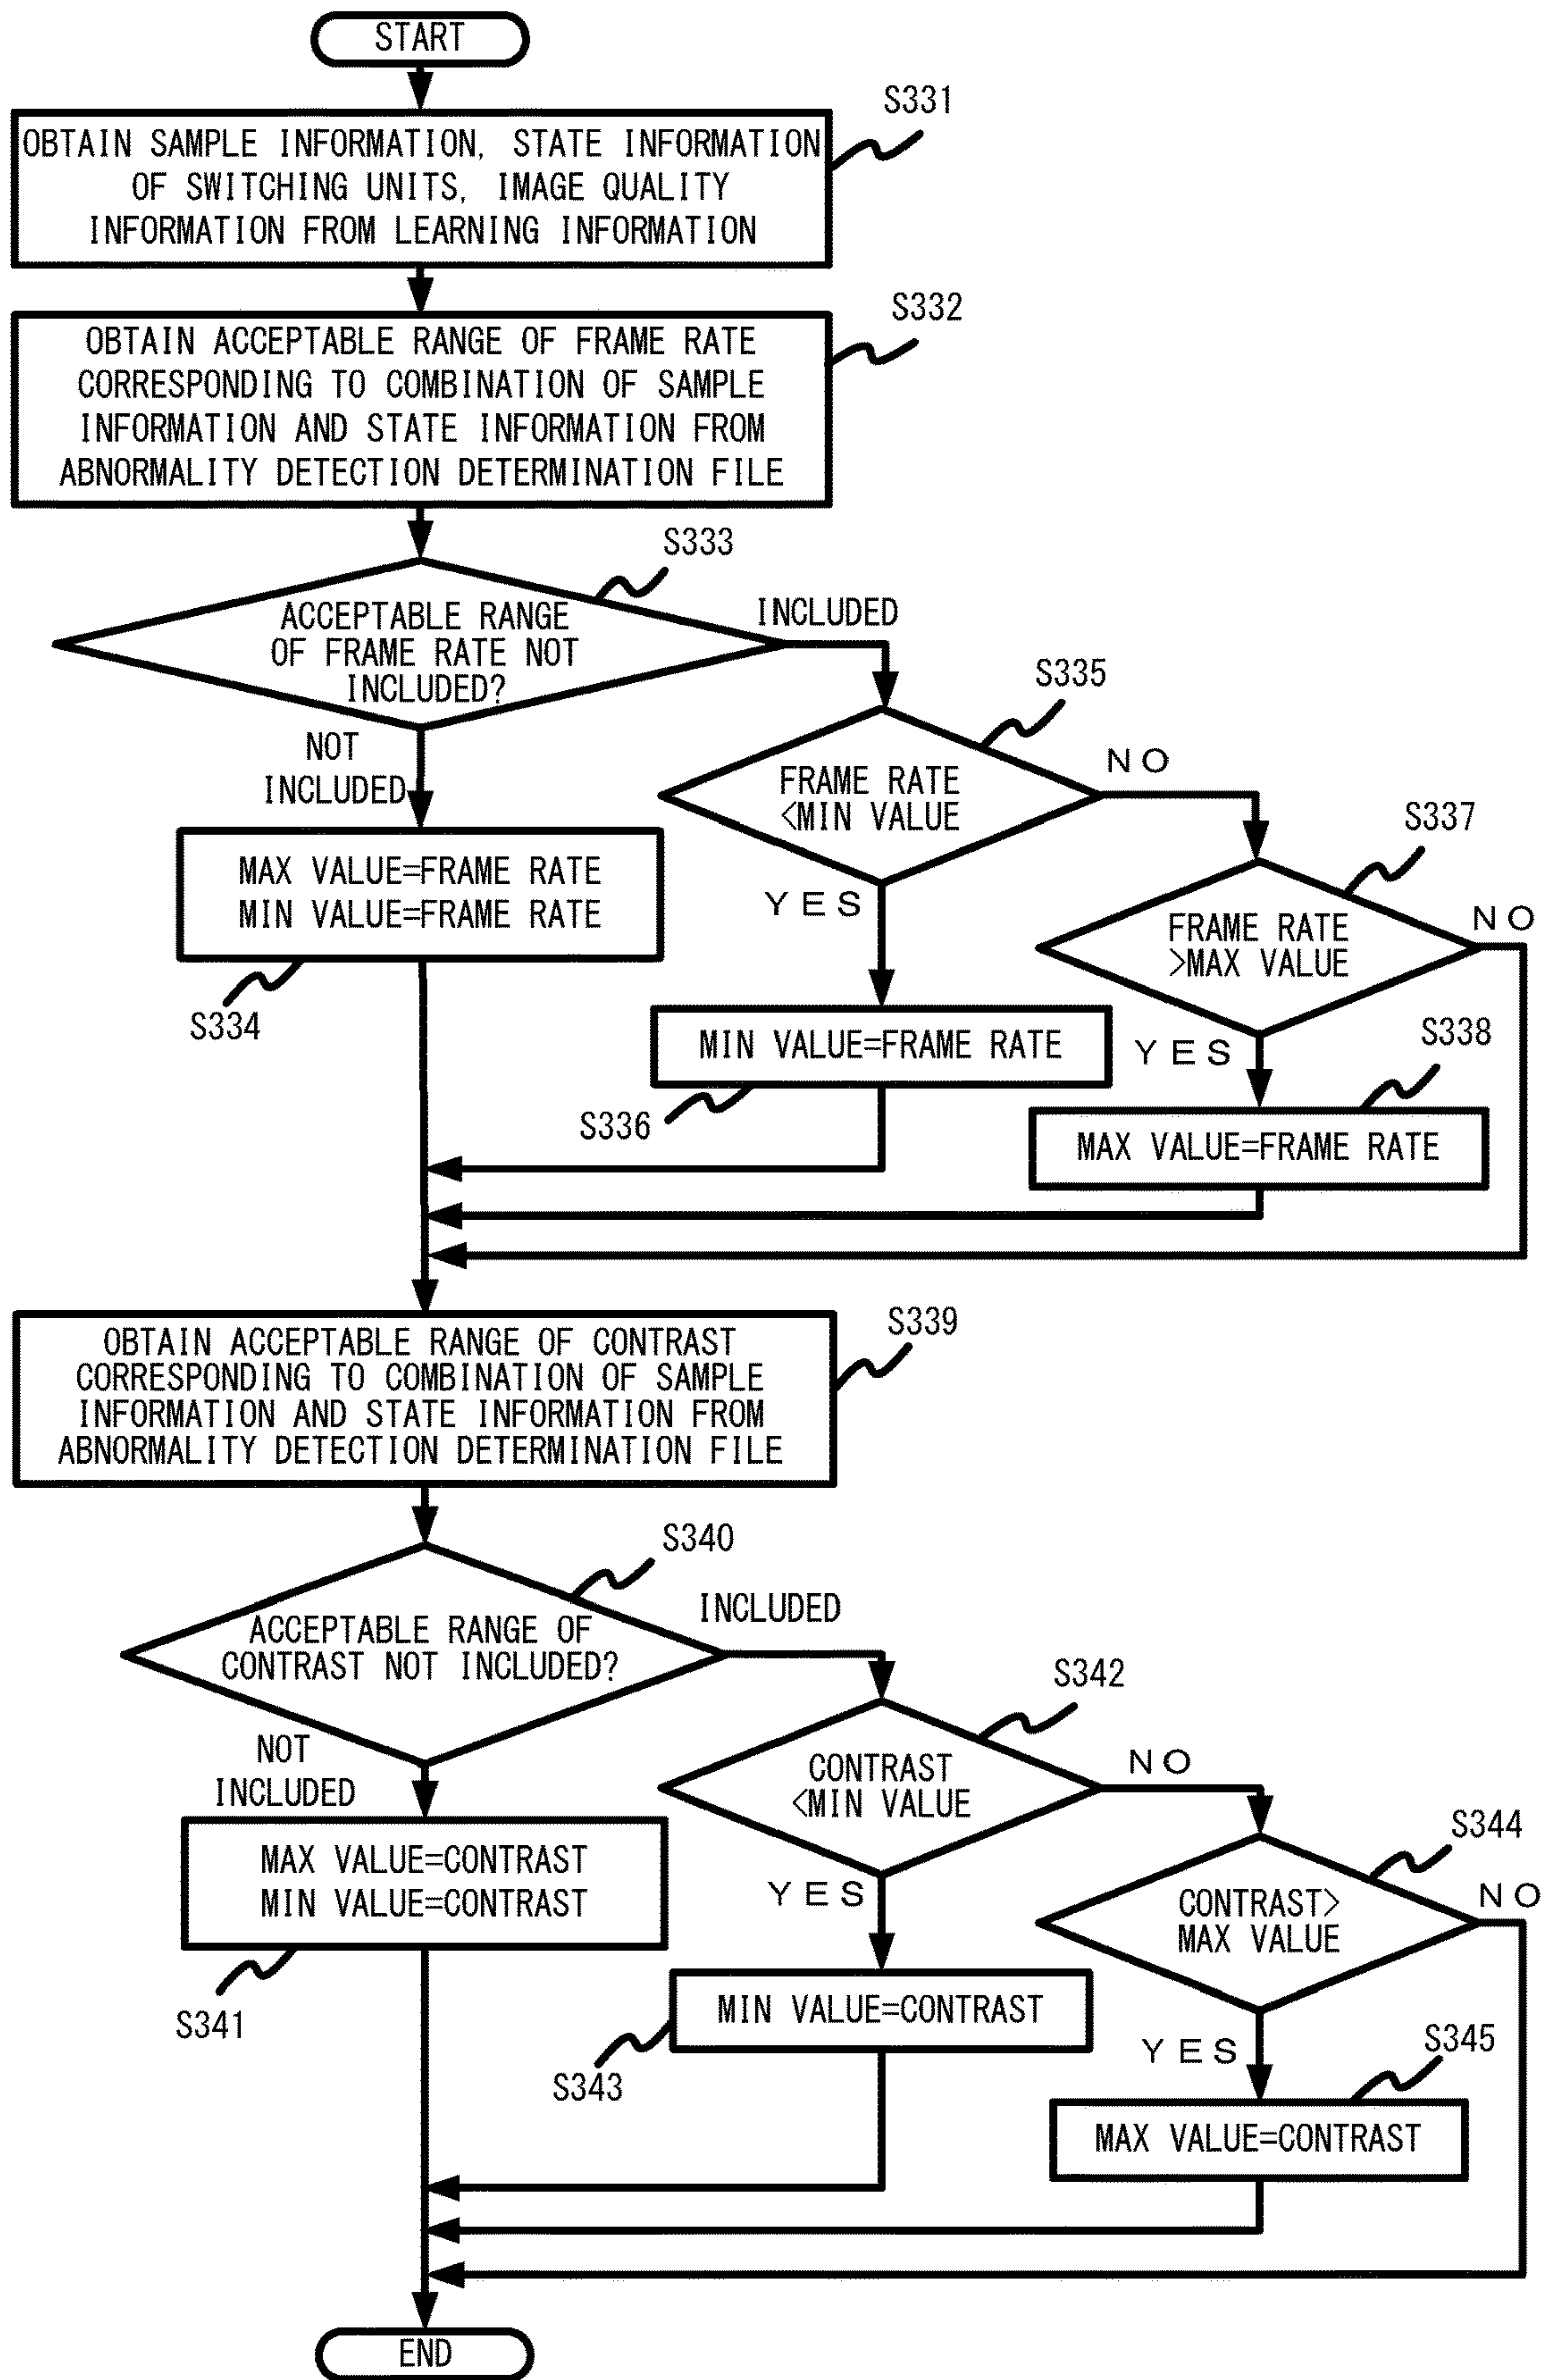 START
S331
OBTAIN SAMPLE INFORMATION, STATE INFORMATION
OF SWITCHING UNITS, IMAGE QUALITY
INFORMATION FROM LEARNING INFORMATION
S332
OBTAIN ACCEPTABLE RANGE OF FRAME RATE
CORRESPONDING TO COMBINATION OF SAMPLE
INFORMATION AND STATE INFORMATION FROM
ABNORMALITY DETECTION DETERMINATION FILE
S333
ACCEPTABLE RANGE
OF FRAME RATE NOT
INCLUDED?
INCLUDED
NOT
INCLUDED
S335
FRAME RATE
<MIN VALUE
NO
YES
MAX VALUE=FRAME RATE
MIN VALUE=FRAME RATE
S334
S337
FRAME RATE
>MAX VALUE
NO
YES
MIN VALUE=FRAME RATE
S336
S338
MAX VALUE=FRAME RATE
S339
OBTAIN ACCEPTABLE RANGE OF CONTRAST
CORRESPONDING TO COMBINATION OF SAMPLE
INFORMATION AND STATE INFORMATION FROM
ABNORMALITY DETECTION DETERMINATION FILE
S340
ACCEPTABLE RANGE OF
CONTRAST NOT INCLUDED?
INCLUDED
NOT
INCLUDED
S342
CONTRAST
<MIN VALUE
NO
YES
MAX VALUE=CONTRAST
MIN VALUE=CONTRAST
S341
S344
CONTRAST>
MAX VALUE
NO
YES
MIN VALUE=CONTRAST
S343
S345
MAX VALUE=CONTRAST
END